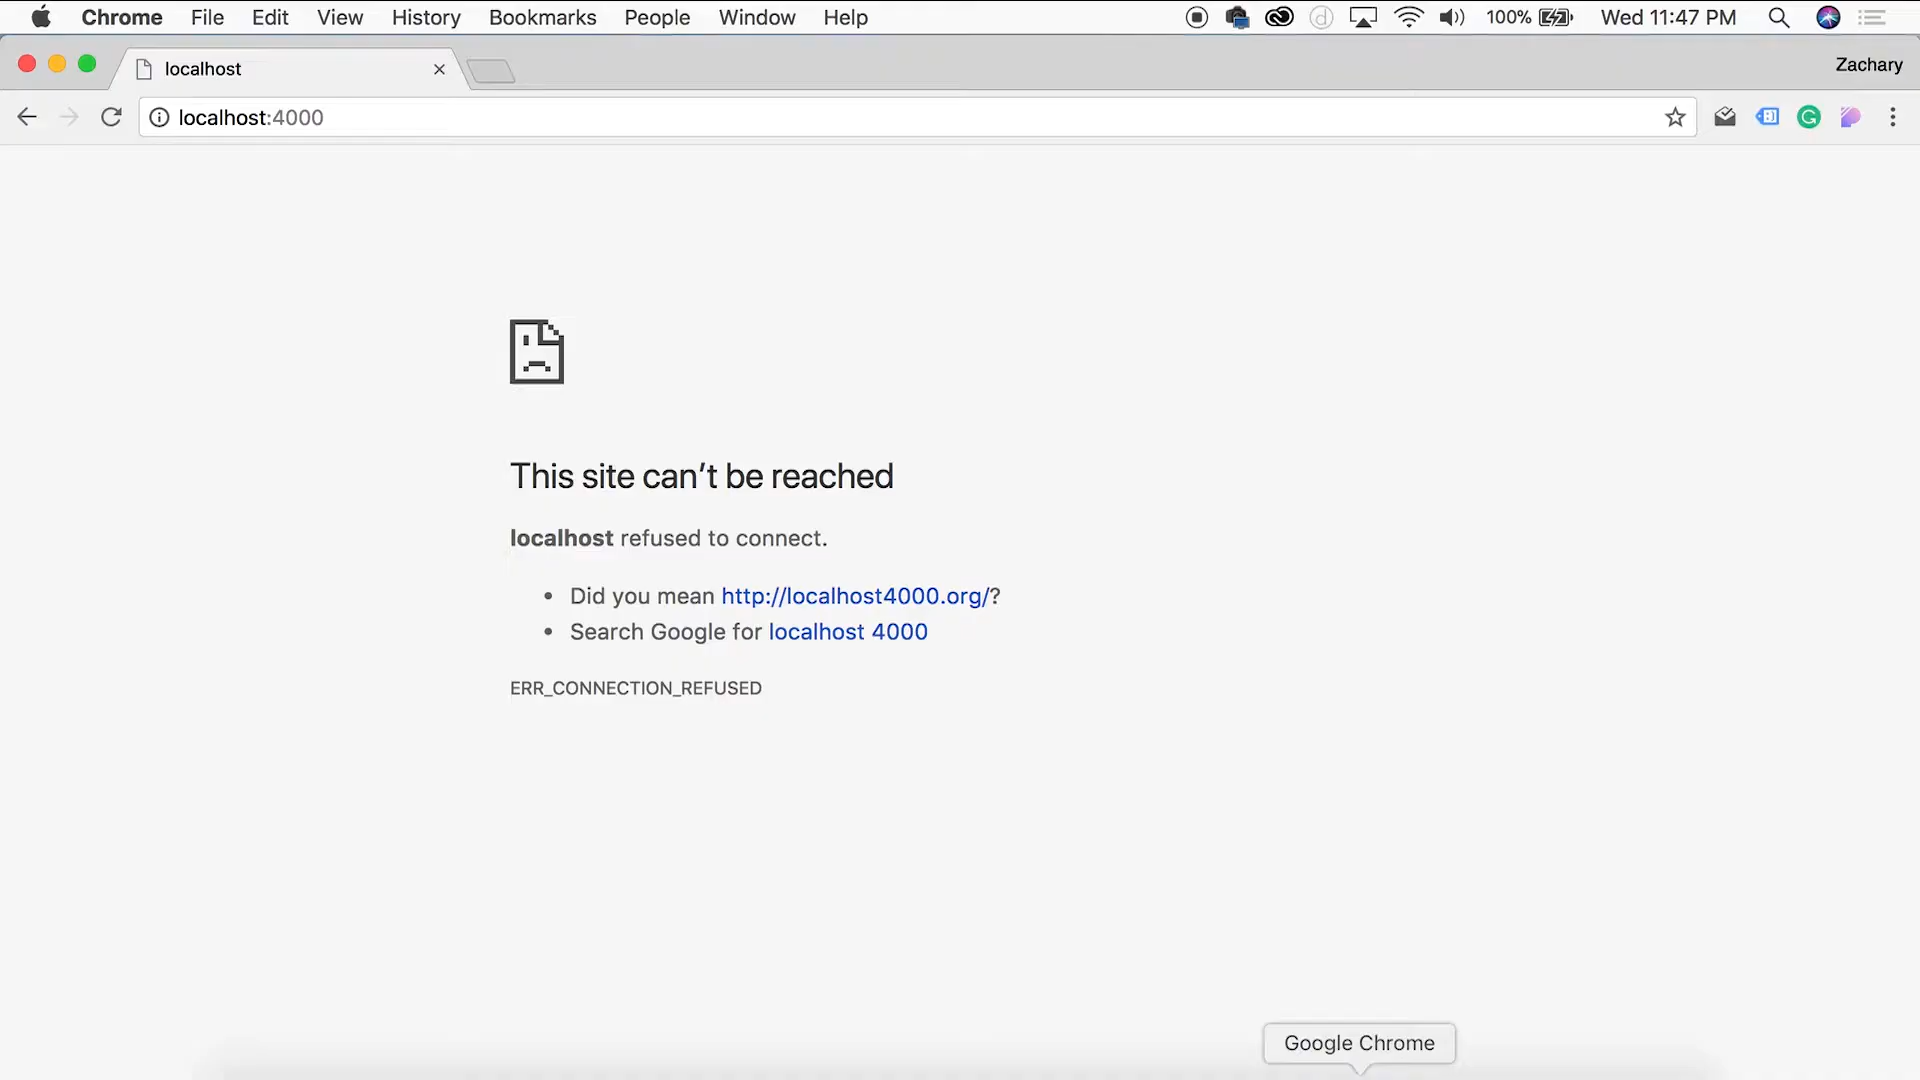 Chrome File Edit View History Bookmarks People Window Help 100% Wed 11:47 PM
localhost Zachary
localhost:4000
This site can't be reached
localhost refused to connect.
• Did you mean http://localhost4000.org/?
• Search Google for localhost 4000
ERR_CONNECTION_REFUSED
Google Chrome